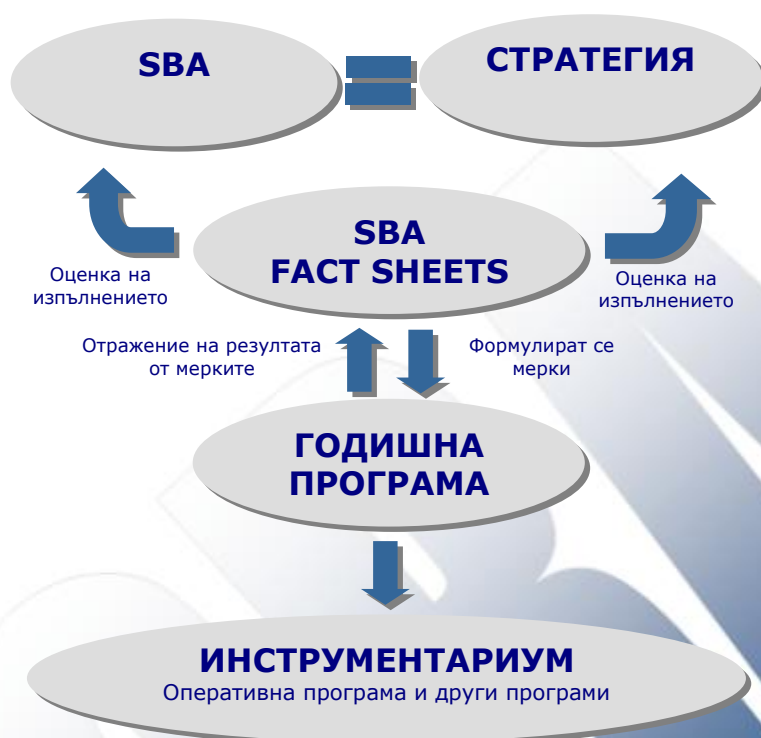 SBA
СТРАТЕГИЯ
SBA
FACT SHEETS
Оценка на
изпълнението
Оценка на
изпълнението
Отражение на резултата
от мерките
Формулират се
мерки
ГОДИШНА
ПРОГРАМА
ИНСТРУМЕНТАРИУМ
Оперативна програма и други програми